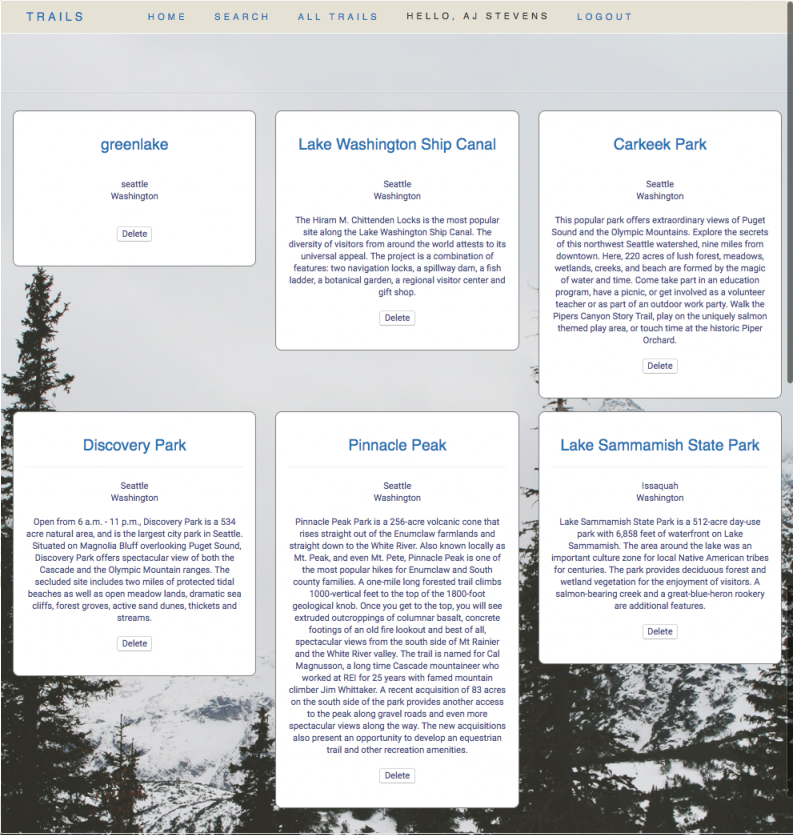 TRAILS HOME SEARCH ALL TRAILS HELLO, AJ STEVENS LOGOUT
greenlake
seattle
Washington
Delete
Lake Washington Ship Canal
Seattle
Washington
The Hiram M. Chittenden Locks is the most popular
site along the Lake Washington Ship Canal. The
diversity of visitors from around the world attests to its
universal appeal. The project is a combination of
features: two navigation locks, a spillway dam, a fish
ladder, a botanical garden, a regional visitor center and
gift shop.
Delete
Carkeek Park
Seattle
Washington
This popular park offers extraordinary views of Puget
Sound and the Olympic Mountains. Explore the secrets
of this northwest Seattle watershed, nine miles from
downtown. Here, 220 acres of lush forest, meadows,
wetlands, creeks, and beach are formed by the magic
of water and time. Come take part in an education
program, have a picnic, or get involved as a volunteer
teacher or as part of an outdoor work party. Walk the
Pipers Canyon Story Trail, play on the uniquely salmon
themed play area, or touch time at the historic Piper
Orchard.
Delete
Discovery Park
Seattle
Washington
Open from 6 a.m. - 11 p.m., Discovery Park is a 534
acre natural area, and is the largest city park in Seattle.
Situated on Magnolia Bluff overlooking Puget Sound,
Discovery Park offers spectacular view of both the
Cascade and the Olympic Mountain ranges. The
secluded site includes two miles of protected tidal
beaches as well as open meadow lands, dramatic sea
cliffs, forest groves, active sand dunes, thickets and
streams.
Delete
Pinnacle Peak
Seattle
Washington
Pinnacle Peak Park is a 256-acre volcanic cone that
rises straight out of the Enumclaw farmlands and
straight down to the White River. Also known locally as
Mt. Peak, and even Mt. Pete, Pinnacle Peak is one of
the most popular hikes for Enumclaw and South
county families. A one-mile long forested trail climbs
1000-vertical feet to the top of the 1800-foot
geological knob. Once you get to the top, you will see
extruded outcroppings of columnar basalt, concrete
footings of an old fire lookout and best of all,
spectacular views from the south side of Mt Rainier
and the White River valley. The trail is named for Cal
Magnusson, a long time Cascade mountaineer who
worked at REI for 25 years with famed mountain
climber Jim Whittaker. A recent acquisition of 83 acres
on the south side of the park provides another access
to the peak along gravel roads and even more
spectacular views along the way. The new acquisitions
also present an opportunity to develop an equestrian
trail and other recreation amenities.
Delete
Lake Sammamish State Park
Issaquah
Washington
Lake Sammamish State Park is a 512-acre day-use
park with 6,858 feet of waterfront on Lake
Sammamish. The area around the lake was an
important culture zone for local Native American tribes
for centuries. The park provides deciduous forest and
wetland vegetation for the enjoyment of visitors. A
salmon-bearing creek and a great-blue-heron rookery
are additional features.
Delete